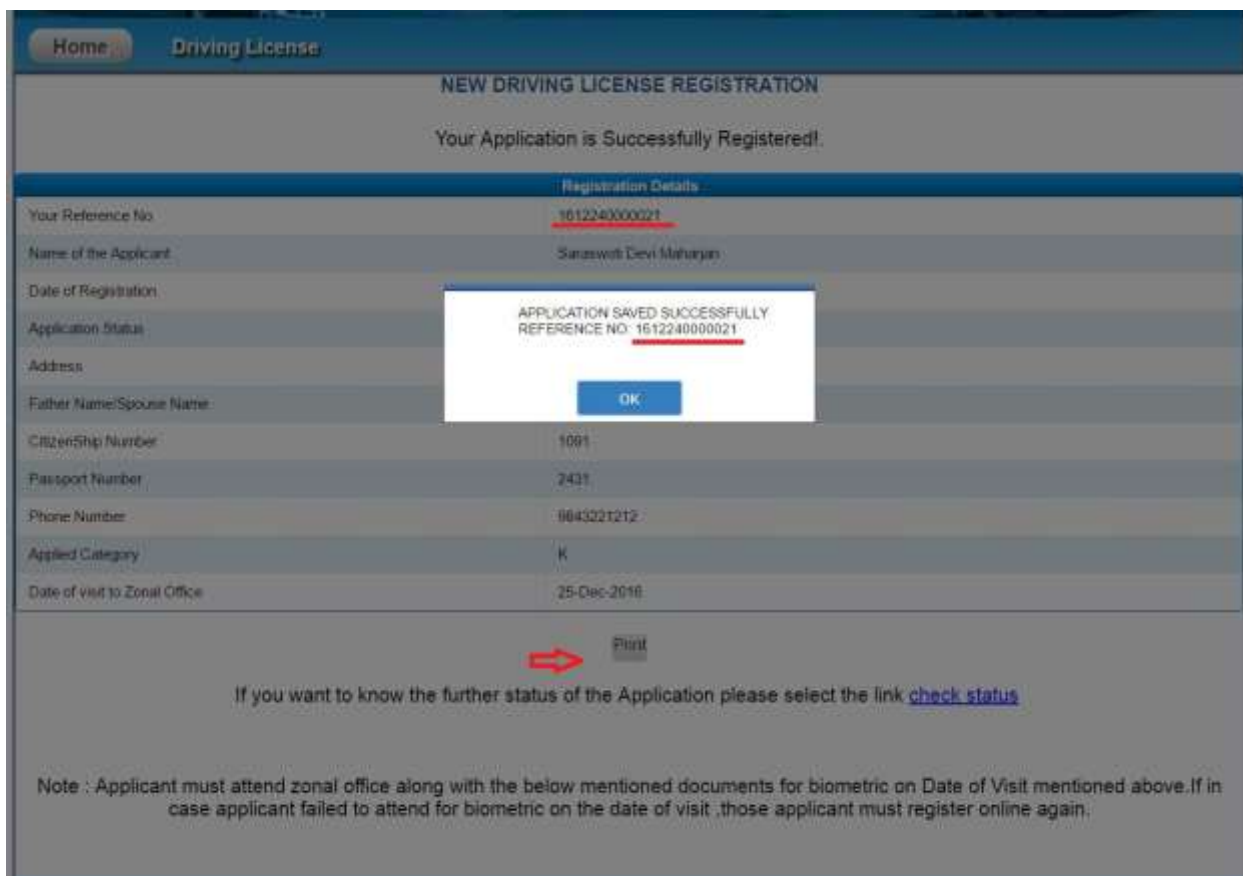 Home Driving License
NEW DRIVING LICENSE REGISTRATION
Your Application is Successfully Registered!.
Registration Details
Your Reference No 1612240000021
Name of the Applicant Saraswoti Devi Maharjan
Date of Registration
APPLICATION SAVED SUCCESSFULLY
Application Status REFERENCE NO: 1612240000021
Address
Father Name/Spouse Name OK
CitizenShip Number 1091
Passport Number 2431
Phone Number 9843221212
Applied Category K
Date of visit to Zonal Office 25-Dec-2016
Print
If you want to know the further status of the Application please select the link check status
Note : Applicant must attend zonal office along with the below mentioned documents for biometric on Date of Visit mentioned above.If in
case applicant failed to attend for biometric on the date of visit ,those applicant must register online again.